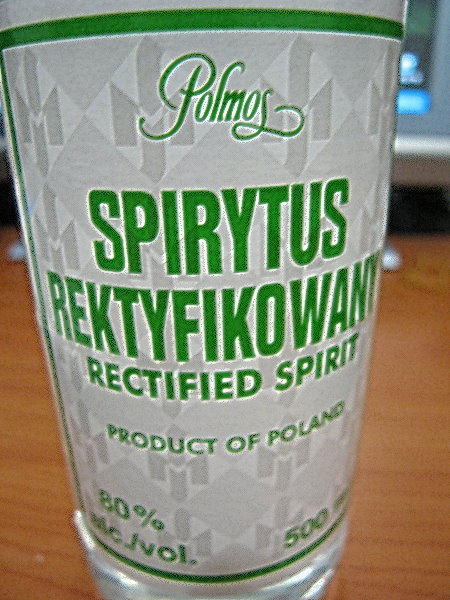 Polmos
SPIRYTUS
REKTYFIKOWANY
RECTIFIED SPIRIT
PRODUCT OF POLAND
80%
alc./vol.
500